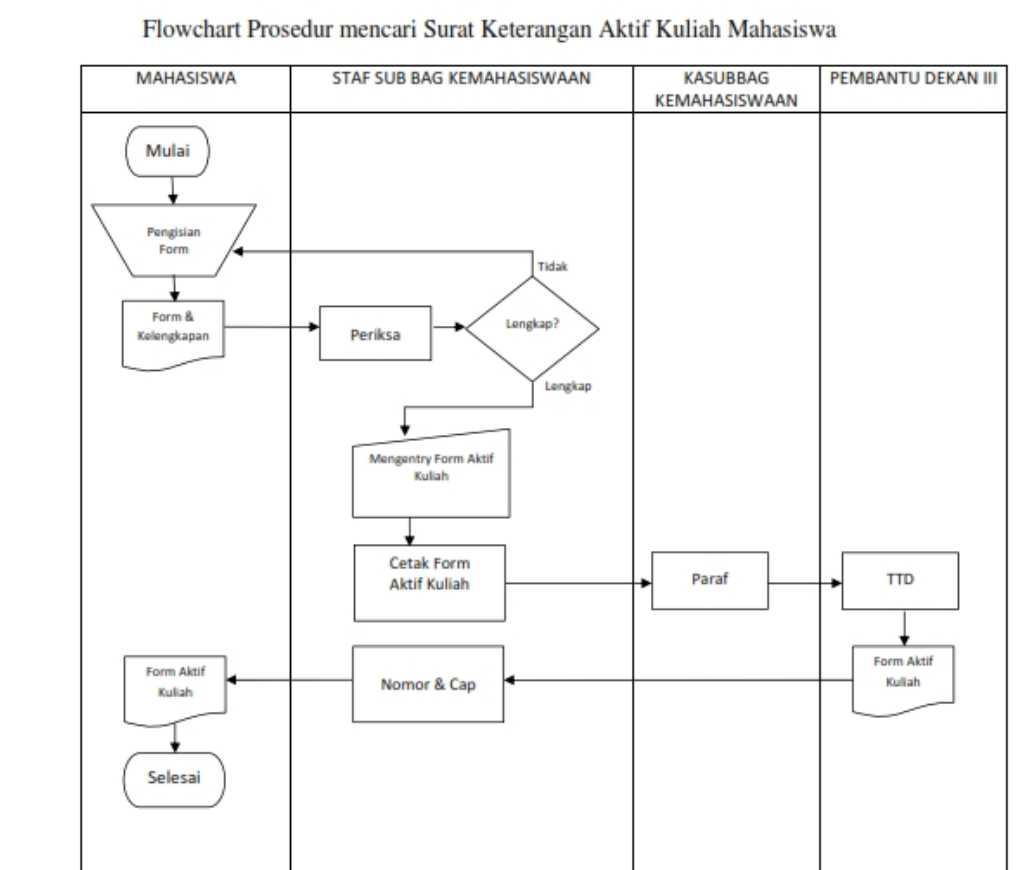 Flowchart Prosedur mencari Surat Keterangan Aktif Kuliah Mahasiswa
MAHASISWA
STAF SUB BAG KEMAHASISWAAN
KASUBBAG
KEMAHASISWAAN
PEMBANTU DEKAN III
Mulai
Pengisian
Form
Tidak
Form &
Kelengkapan
Periksa
Lengkap?
Lengkap
Mengentry Form Aktif
Kuliah
Cetak Form
Aktif Kuliah
Paraf
TTD
Form Aktif
Kuliah
Nomor & Cap
Form Aktif
Kuliah
Selesai